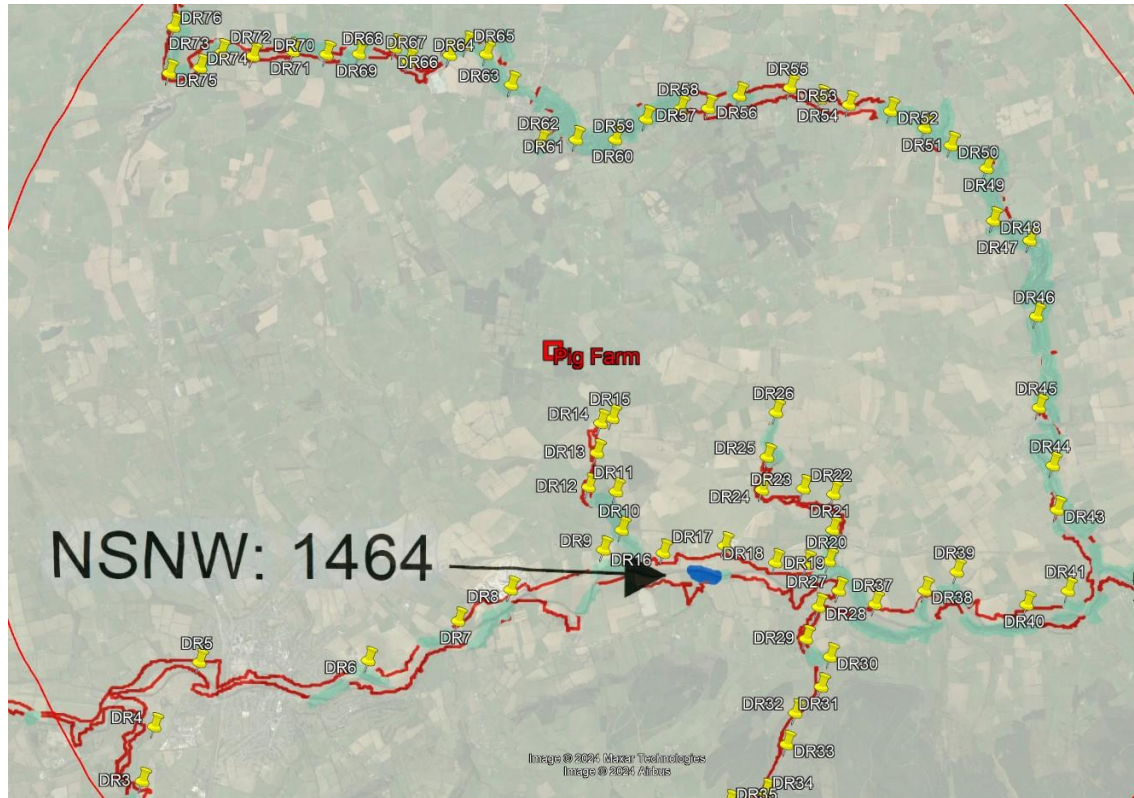 DR76
DR73
DR72
DR74
DR75
DR70
DR71
DR68
DR69
DR67
DR66
DR64
DR65
DR63
DR62
DR61
DR59
DR60
DR58
DR57
DR56
DR55
DR53
DR54
DR52
DR51
DR50
DR49
DR48
DR47
DR46
Pig Farm
DR45
DR44
DR43
DR26
DR25
DR23
DR22
DR24
DR21
DR20
DR15
DR14
DR13
DR11
DR12
DR10
DR9
DR16
DR17
DR18
DR19
DR27
DR37
DR39
DR38
DR41
DR40
NSNW: 1464
DR8
DR7
DR6
DR5
DR4
DR3
DR28
DR29
DR30
DR31
DR32
DR33
DR34
DR35
Image © 2024 Maxar Technologies
Image © 2024 Airbus